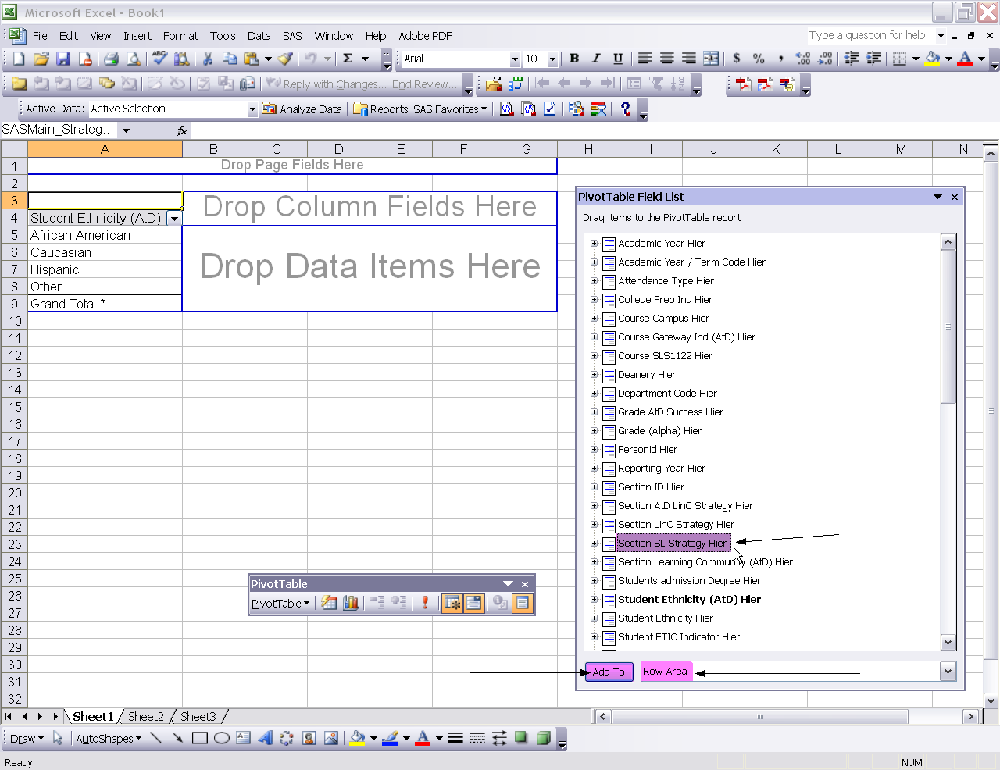 Microsoft Excel - Book1
File Edit View Insert Format Tools Data SAS Window Help Adobe PDF
Type a question for help
Arial 10 B I U $ % ,
Reply with Changes... End Review...
Active Data: Active Selection Analyze Data Reports SAS Favorites
SASMain_Strateg... fx
A B C D E F G H I J K L M N
1 Drop Page Fields Here
2
3 Drop Column Fields Here
4 Student Ethnicity (AtD)
5 African American
6 Caucasian
7 Hispanic
8 Other
9 Grand Total *
Drop Data Items Here
10
11
12
13
14
15
16
17
18
19
20
21
22
23
24
25
26
27
28
29
30
31
32
PivotTable Field List
Drag items to the PivotTable report
Academic Year Hier
Academic Year / Term Code Hier
Attendance Type Hier
College Prep Ind Hier
Course Campus Hier
Course Gateway Ind (AtD) Hier
Course SLS1122 Hier
Deanery Hier
Department Code Hier
Grade AtD Success Hier
Grade (Alpha) Hier
Personid Hier
Reporting Year Hier
Section ID Hier
Section AtD LinC Strategy Hier
Section LinC Strategy Hier
Section SL Strategy Hier
Section Learning Community (AtD) Hier
Students admission Degree Hier
Student Ethnicity (AtD) Hier
Student Ethnicity Hier
Student FTIC Indicator Hier
Add To Row Area
PivotTable
PivotTable
Sheet1 Sheet2 Sheet3
Draw AutoShapes
Ready NUM